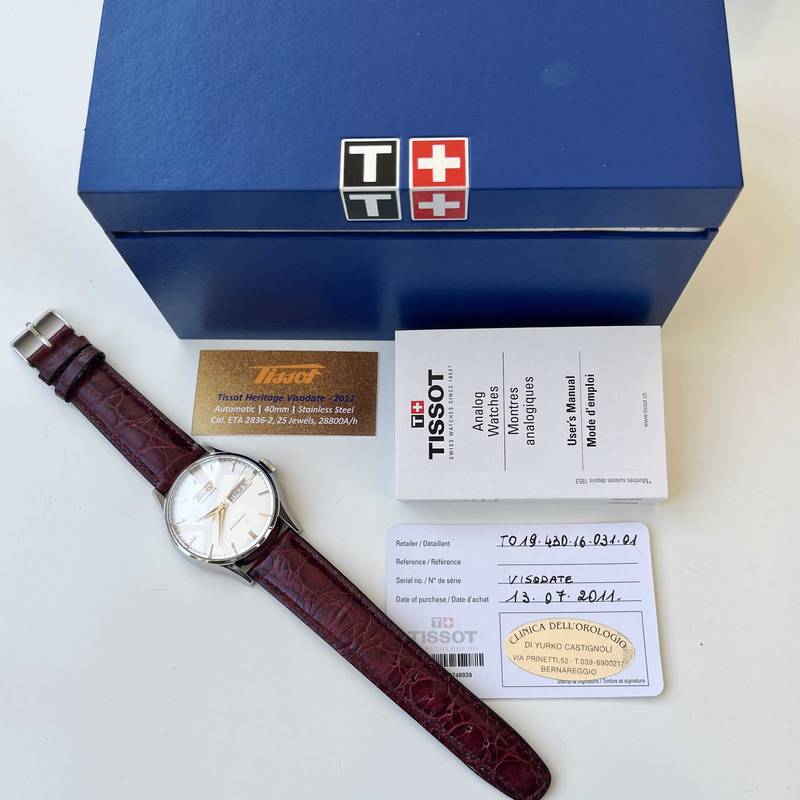 T +
T +
Tissot
Tissot Heritage Visodate - 2012
Automatic | 40mm | Stainless Steel
Cal. ETA 2836-2, 25 Jewels, 28800A/h
T+
TISSOT
SWISS WATCHES SINCE 1853*
Analog
Watches
Montres
analogiques
User's Manual
Mode d'emploi
www.tissot.ch
*Montres suisses depuis 1853
Tissot
AUTOMATIC
Retailer / Détaillant TO19.430.16.031.01
Reference / Référence
Serial no. / N° de série VISODATE
Date of purchase / Date d'achat 13.07.2011.
T+
TISSOT
CLINICA DELL'OROLOGIO
DI YURKO CASTIGNOLI
VIA PRINETTI, 52 - T. 039-6900217
BERNAREGGIO
Stamp & signature / Timbre et signature